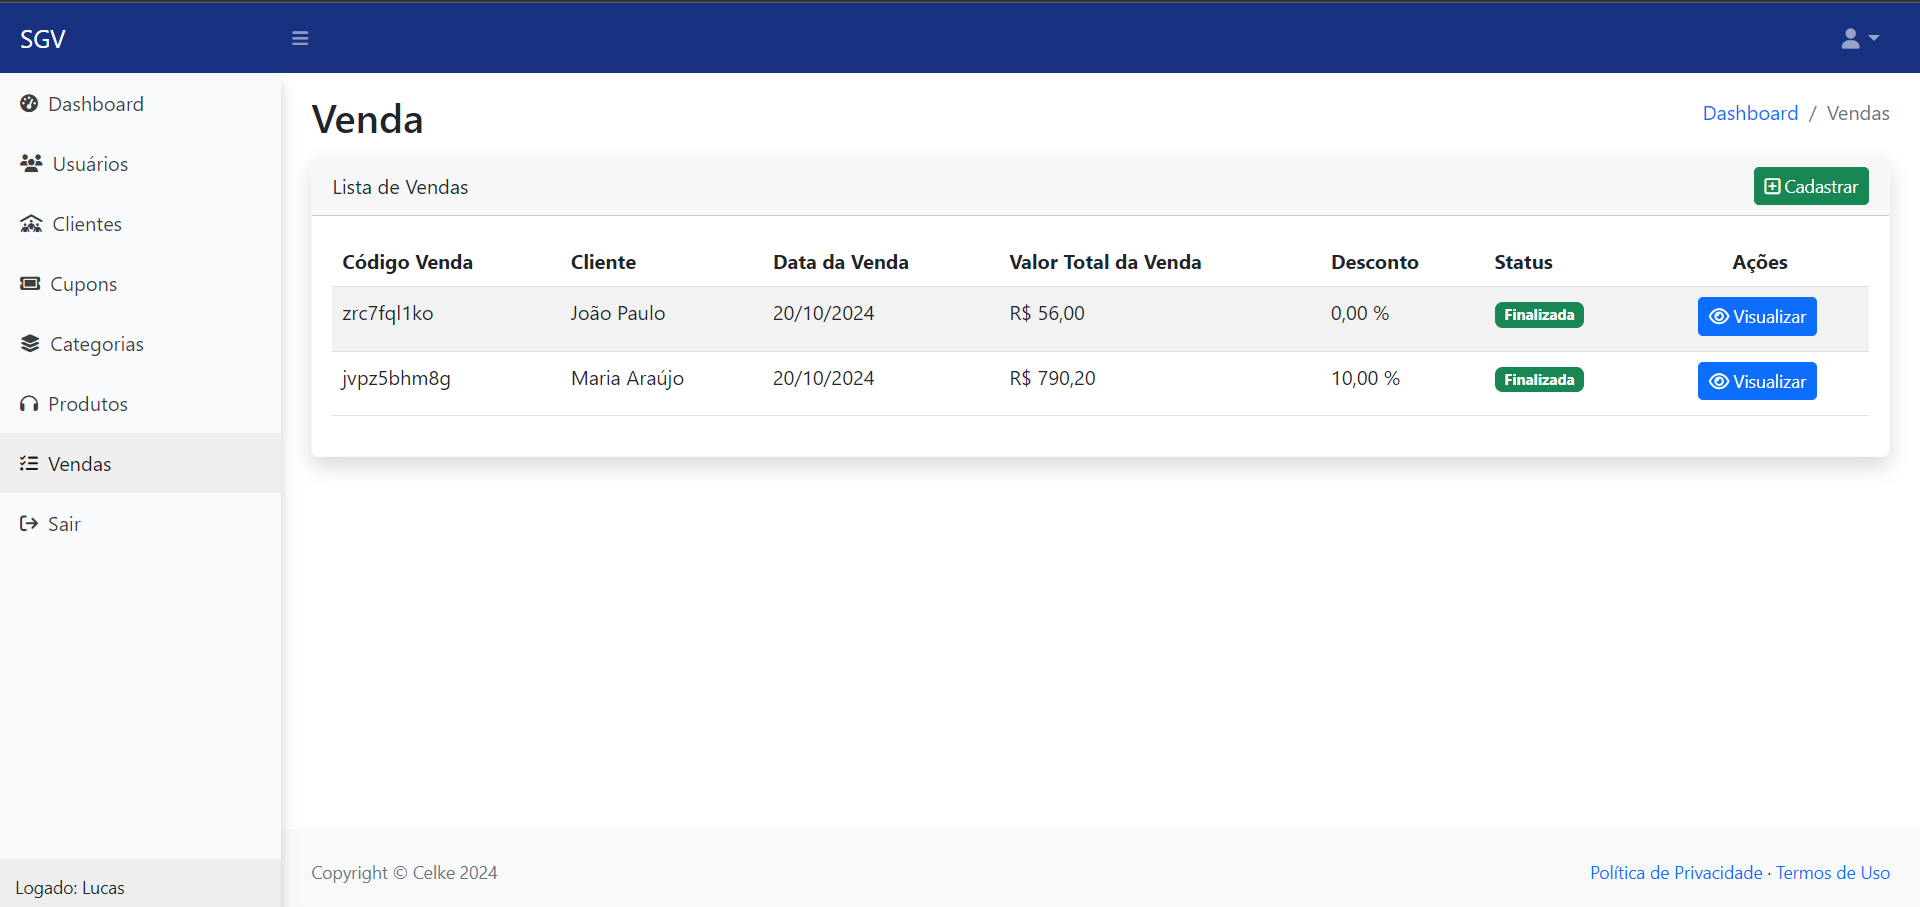 SGV
Dashboard
Usuários
Clientes
Cupons
Categorias
Produtos
Vendas
Sair
Logado: Lucas
Venda
Dashboard / Vendas
Lista de Vendas
Cadastrar
Código Venda Cliente Data da Venda Valor Total da Venda Desconto Status Ações
zrc7fql1ko João Paulo 20/10/2024 R$ 56,00 0,00 % Finalizada Visualizar
jvpz5bhm8g Maria Araújo 20/10/2024 R$ 790,20 10,00 % Finalizada Visualizar
Copyright © Celke 2024
Política de Privacidade · Termos de Uso